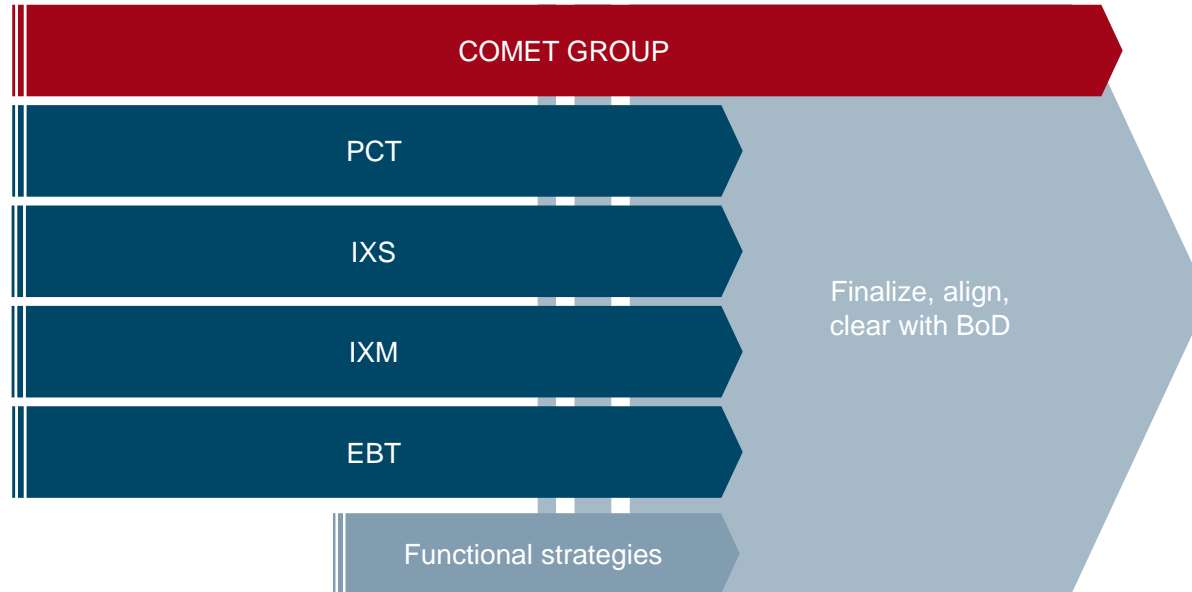 COMET GROUP
PCT
IXS
IXM
EBT
Finalize, align,
clear with BoD
Functional strategies